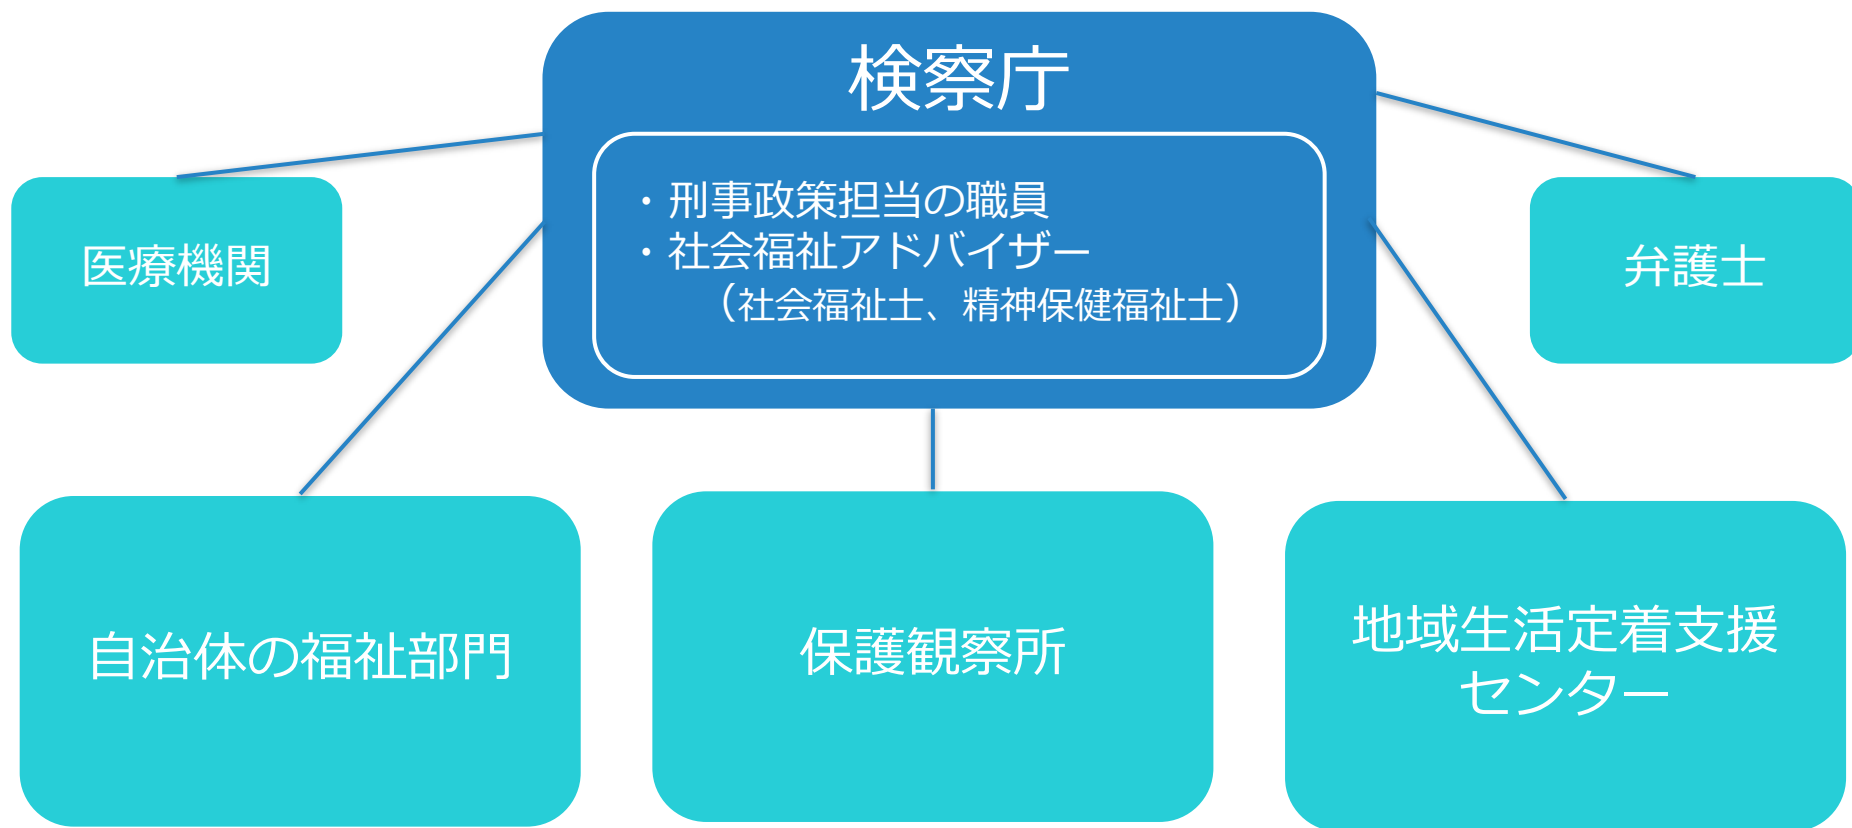 検察庁
・刑事政策担当の職員
・社会福祉アドバイザー
（社会福祉士、精神保健福祉士）
医療機関
弁護士
自治体の福祉部門
保護観察所
地域生活定着支援
センター